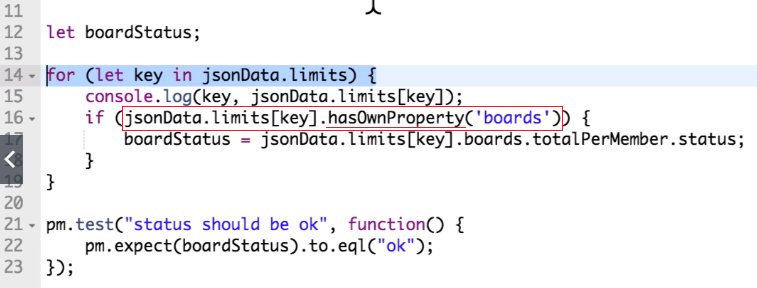 11
12 let boardStatus;
13
14 for (let key in jsonData.limits) {
15 console.log(key, jsonData.limits[key]);
16 if (jsonData.limits[key].hasOwnProperty('boards')) {
17 boardStatus = jsonData.limits[key].boards.totalPerMember.status;
}
19 }
20
21 pm.test("status should be ok", function() {
22 pm.expect(boardStatus).to.eql("ok");
23 });